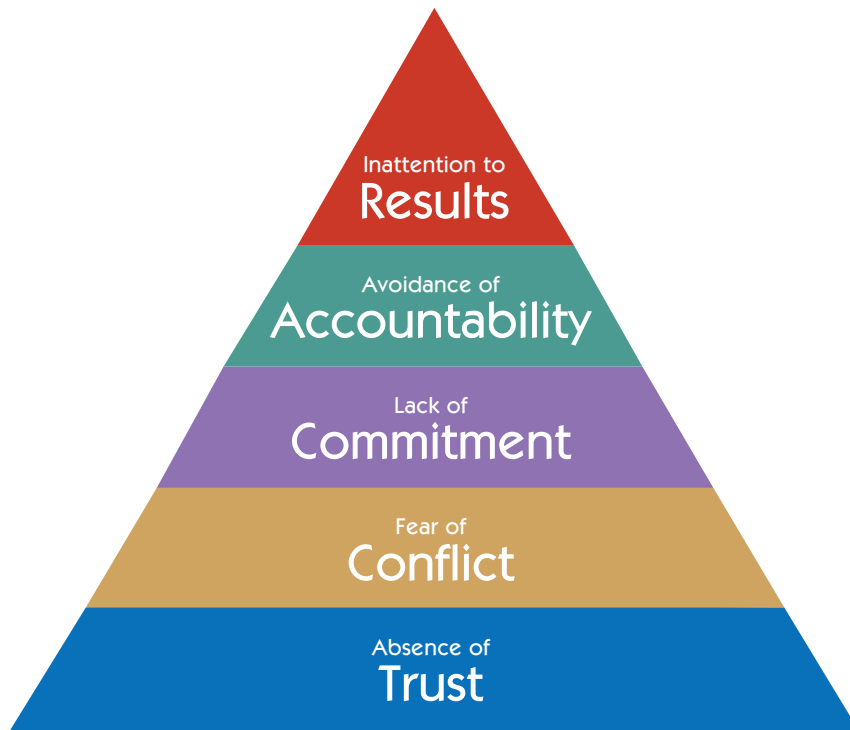 Inattention to
Results
Avoidance of
Accountability
Lack of
Commitment
Fear of
Conflict
Absence of
Trust